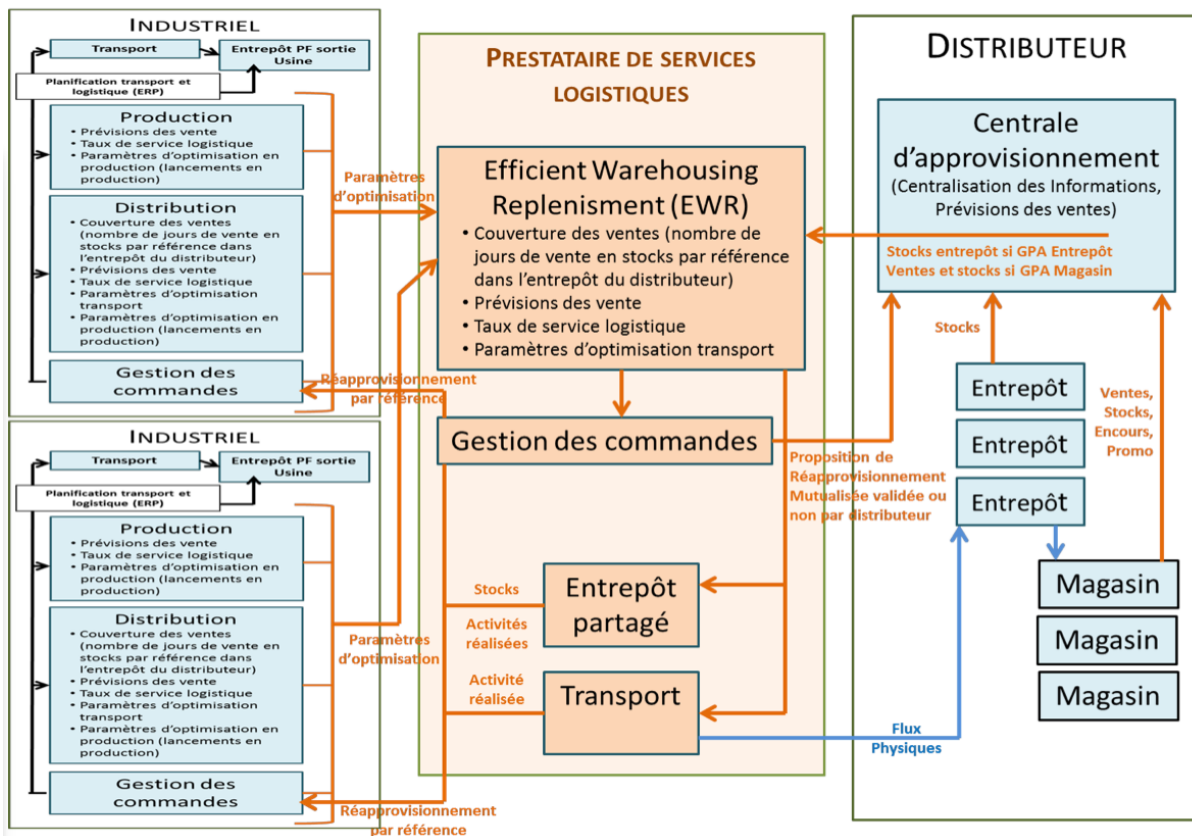 INDUSTRIEL
Transport
Entrepôt PF sortie
Usine
Planification transport et
logistique (ERP)
Production
• Prévisions des vente
• Taux de service logistique
• Paramètres d'optimisation en
production (lancements en
production)
Distribution
• Couverture des ventes
(nombre de jours de vente en
stocks par référence dans
l'entrepôt du distributeur)
• Prévisions des vente
• Taux de service logistique
• Paramètres d'optimisation
transport
• Paramètres d'optimisation en
production (lancements en
production)
Gestion des
commandes
Paramètres
d'optimisation
Réapprovisionnement
par référence
INDUSTRIEL
Transport
Entrepôt PF sortie
Usine
Planification transport et
logistique (ERP)
Production
• Prévisions des vente
• Taux de service logistique
• Paramètres d'optimisation en
production (lancements en
production)
Distribution
• Couverture des ventes
(nombre de jours de vente en
stocks par référence dans
l'entrepôt du distributeur)
• Prévisions des vente
• Taux de service logistique
• Paramètres d'optimisation
transport
• Paramètres d'optimisation en
production (lancements en
production)
Gestion des
commandes
Paramètres
d'optimisation
Réapprovisionnement
par référence
PRESTATAIRE DE SERVICES
LOGISTIQUES
Efficient Warehousing
Replenisment (EWR)
• Couverture des ventes (nombre de
jours de vente en stocks par référence
dans l'entrepôt du distributeur)
• Prévisions des vente
• Taux de service logistique
• Paramètres d'optimisation transport
Gestion des commandes
Proposition de
Réapprovisionnement
Mutualisée validée ou
non par distributeur
Stocks
Activités
réalisées
Entrepôt
partagé
Activité
réalisée
Transport
Flux
Physiques
DISTRIBUTEUR
Centrale
d'approvisionnement
(Centralisation des Informations,
Prévisions des ventes)
Stocks entrepôt si GPA Entrepôt
Ventes et stocks si GPA Magasin
Stocks
Entrepôt
Entrepôt
Entrepôt
Ventes,
Stocks,
Encours,
Promo
Magasin
Magasin
Magasin